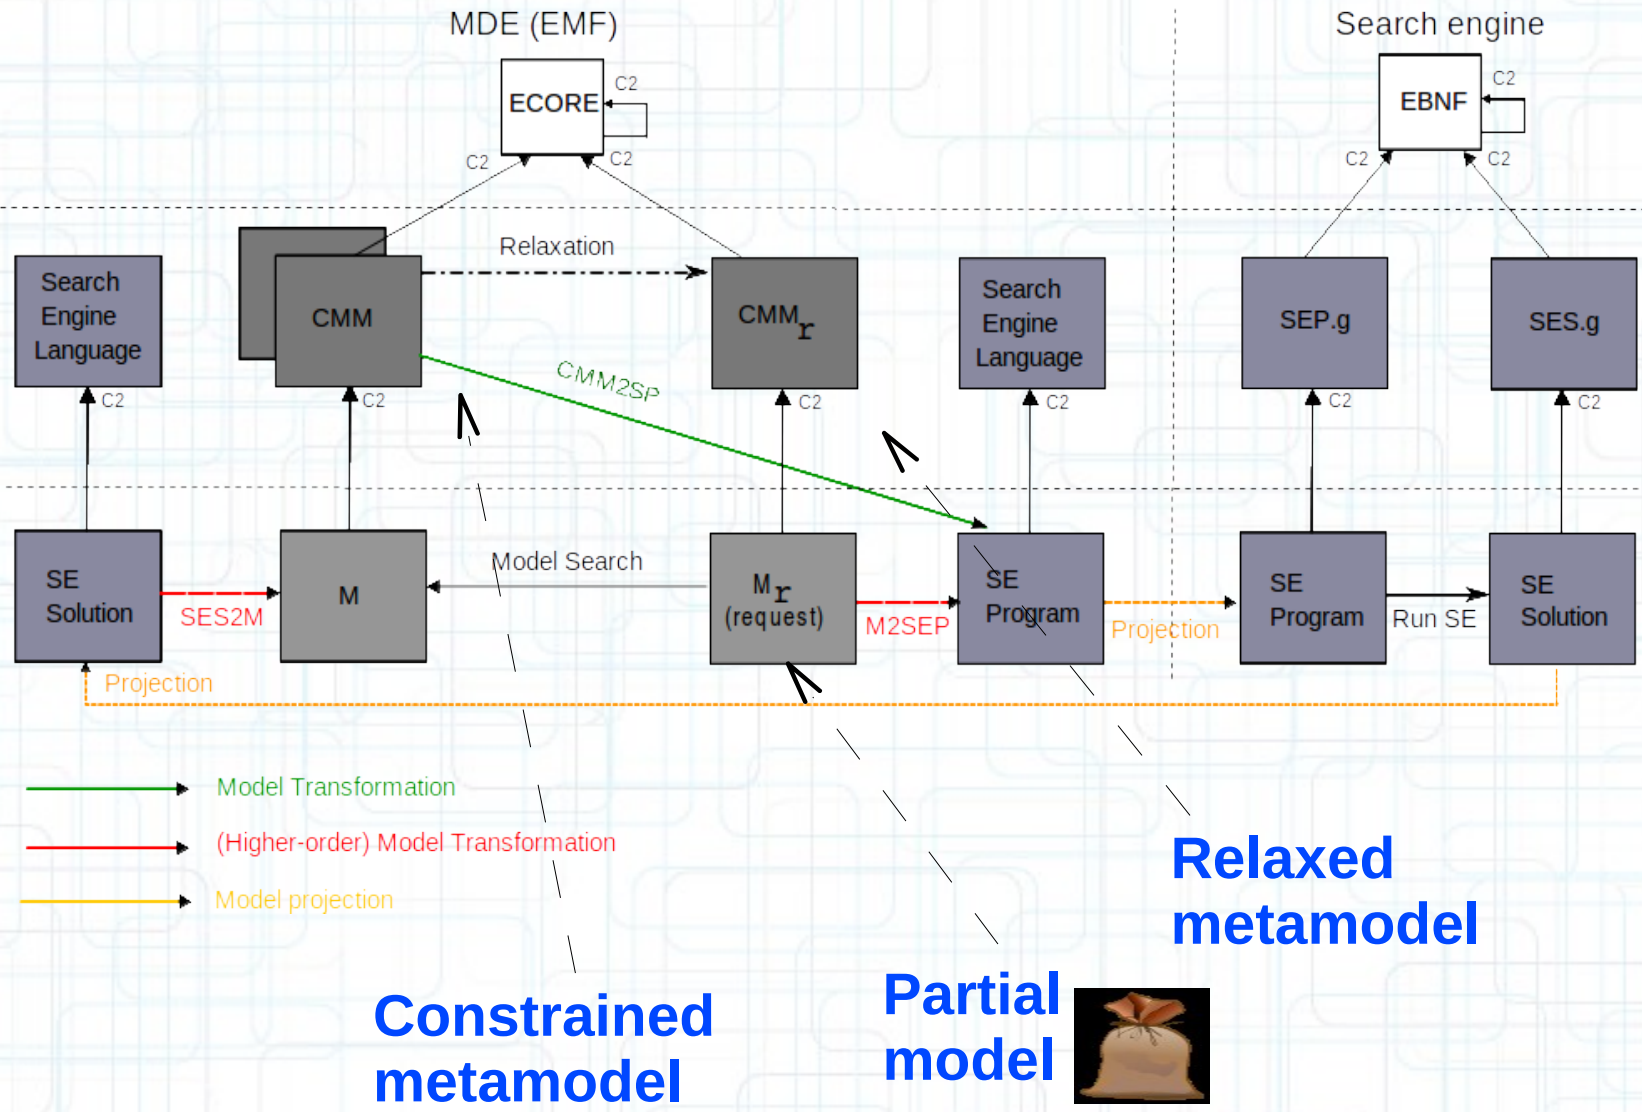 MDE (EMF)
Search engine
ECORE
C2
C2
C2
EBNF
C2
C2
C2
Relaxation
Search
Engine
Language
CMM
CMMr
Search
Engine
Language
SEP.g
SES.g
CMM2SP
C2
C2
C2
C2
C2
C2
Model Search
SE
Solution
SES2M
M
Mr
(request)
M2SEP
SE
Program
Projection
SE
Program
Run SE
SE
Solution
Projection
Model Transformation
(Higher-order) Model Transformation
Model projection
Relaxed
metamodel
Partial
model
Constrained
metamodel